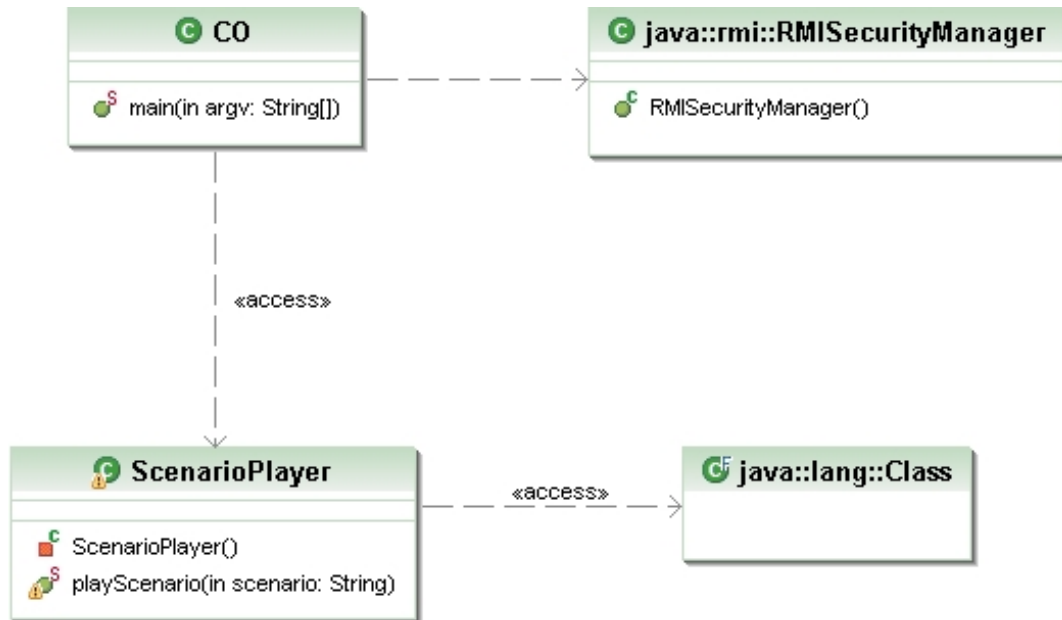 CO
main(in argv: String[])
java::rmi::RMISecurityManager
RMISecurityManager()
«access»
ScenarioPlayer
ScenarioPlayer()
playScenario(in scenario: String)
«access»
java::lang::Class